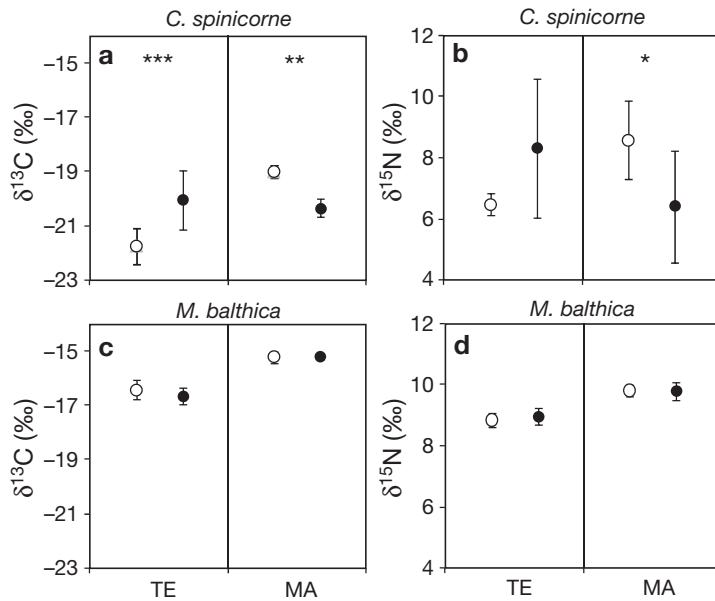 C. spinicorne
a
***
**
−15
−17
−19
−21
−23
δ13C (‰)
b
*
12
10
8
6
4
δ15N (‰)
M. balthica
c
−15
−17
−19
−21
−23
δ13C (‰)
TE
MA
C. spinicorne
M. balthica
d
12
10
8
6
4
δ15N (‰)
TE
MA